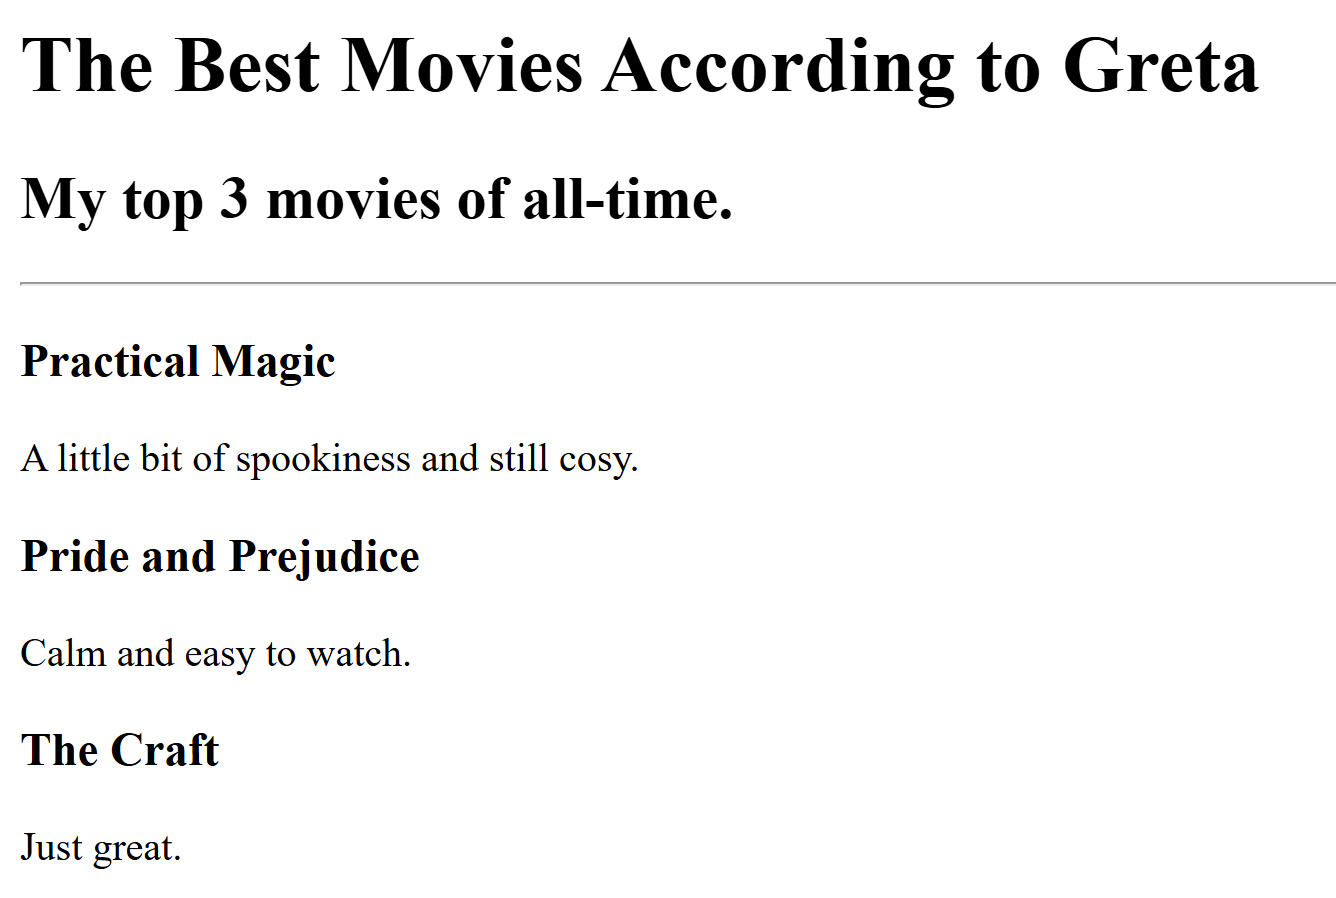 The Best Movies According to Greta
My top 3 movies of all-time.
Practical Magic
A little bit of spookiness and still cosy.
Pride and Prejudice
Calm and easy to watch.
The Craft
Just great.